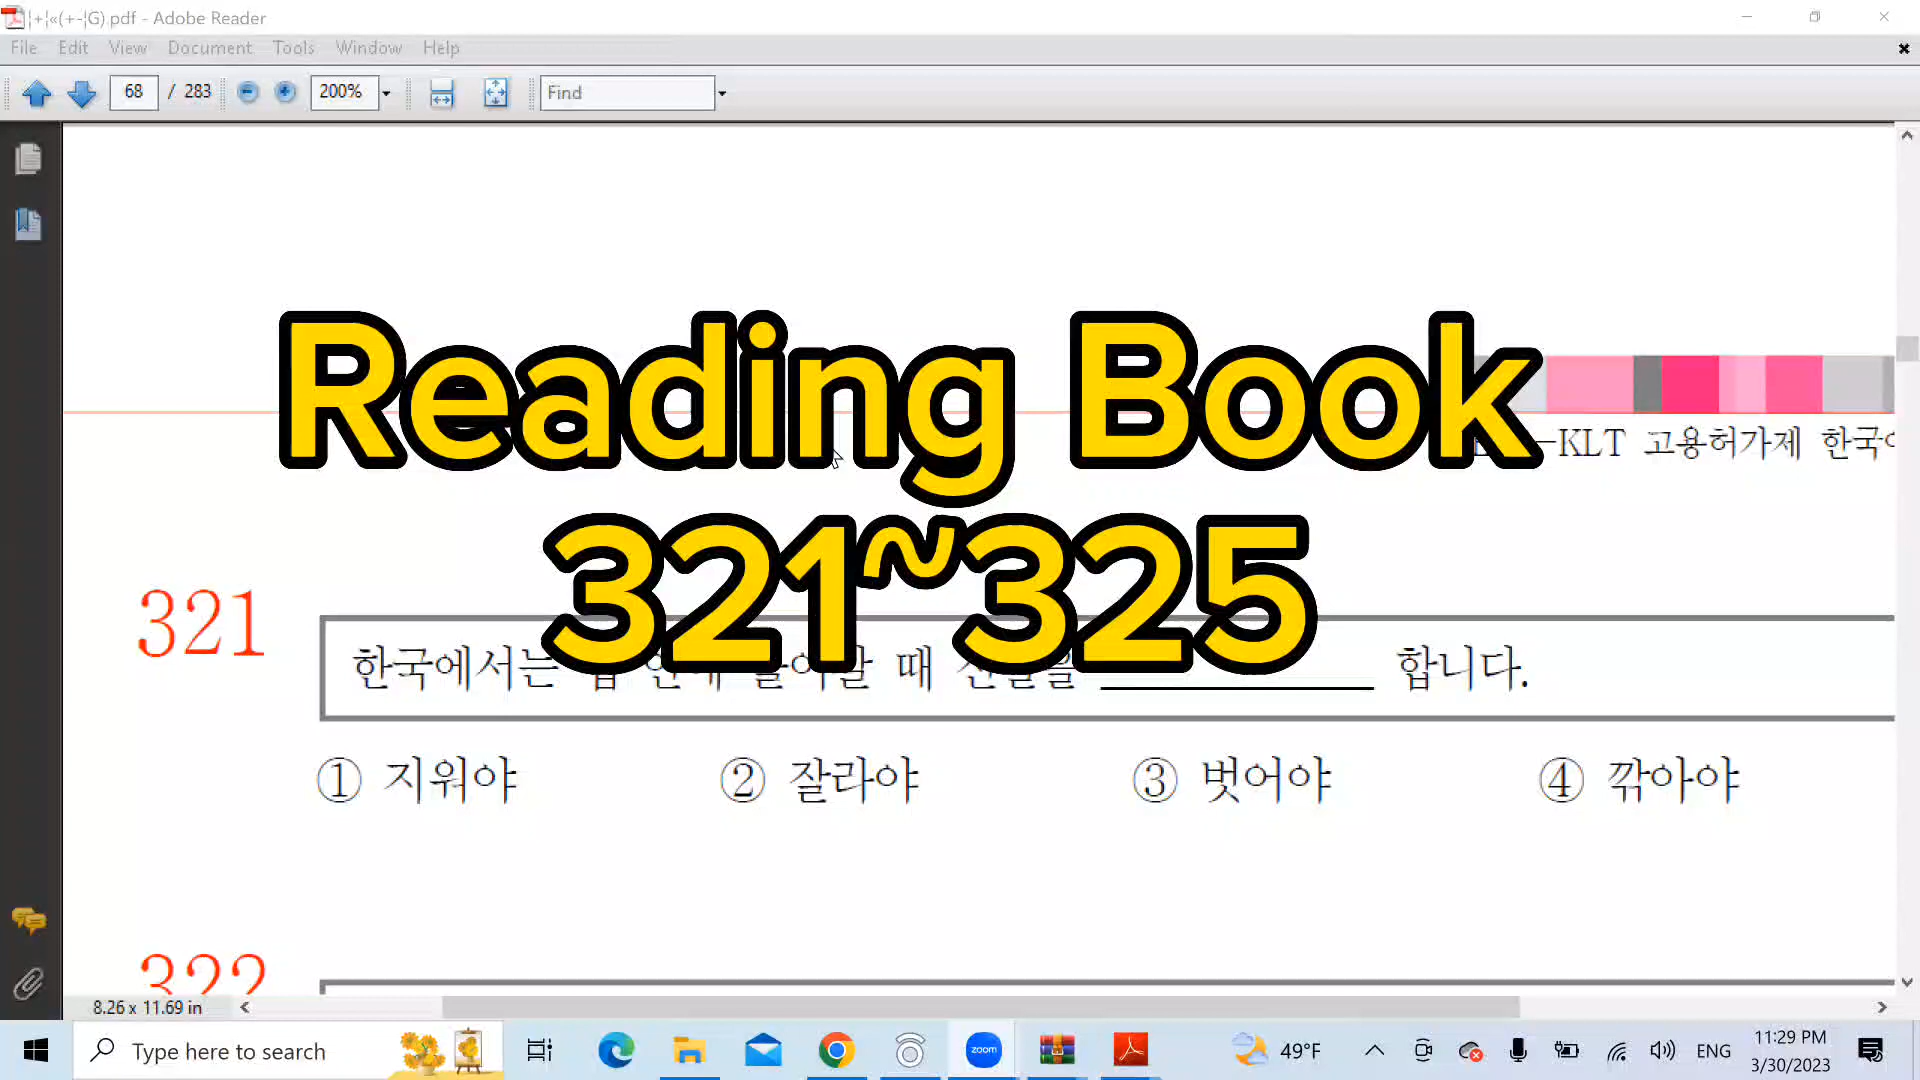 ¦+¦«(+-¦G).pdf - Adobe Reader
File Edit View Document Tools Window Help
68 / 283 200% Find
Reading Book
321~325
-KLT 고용허가제 한국어
321
한국에서는 때 합니다.
① 지워야 ② 잘라야 ③ 벗어야 ④ 깎아야
322
8.26 x 11.69 in
Type here to search
zoom
49°F
ENG
11:29 PM
3/30/2023